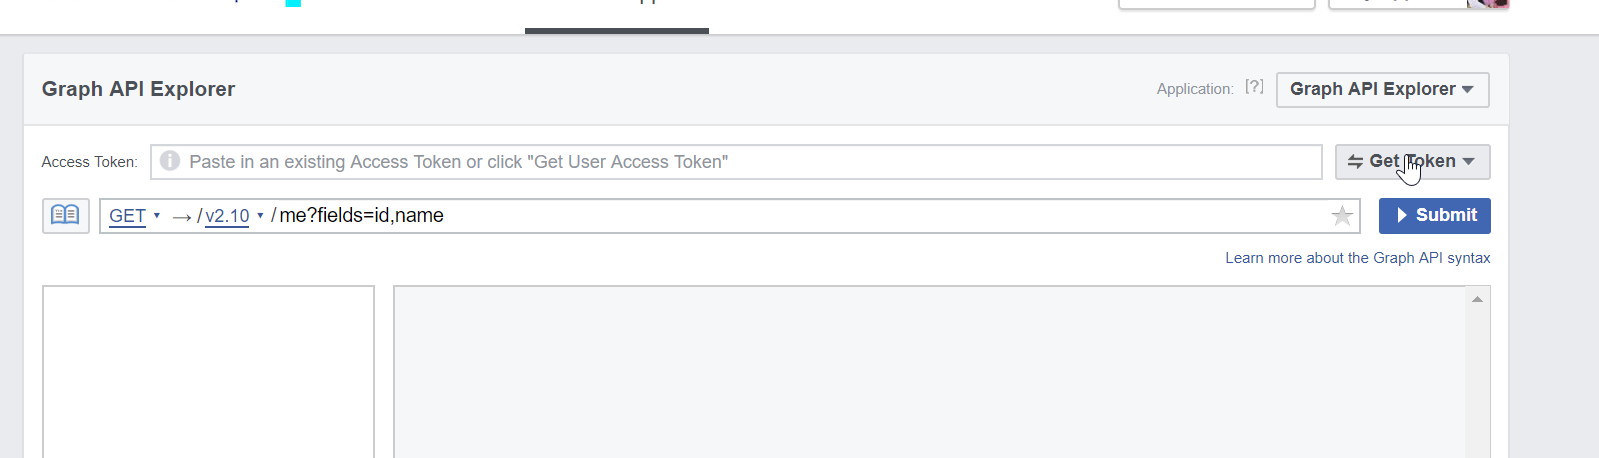 Graph API Explorer
Application: [?] Graph API Explorer
Access Token: Paste in an existing Access Token or click "Get User Access Token" Get Token
GET → / v2.10 / me?fields=id,name Submit
Learn more about the Graph API syntax